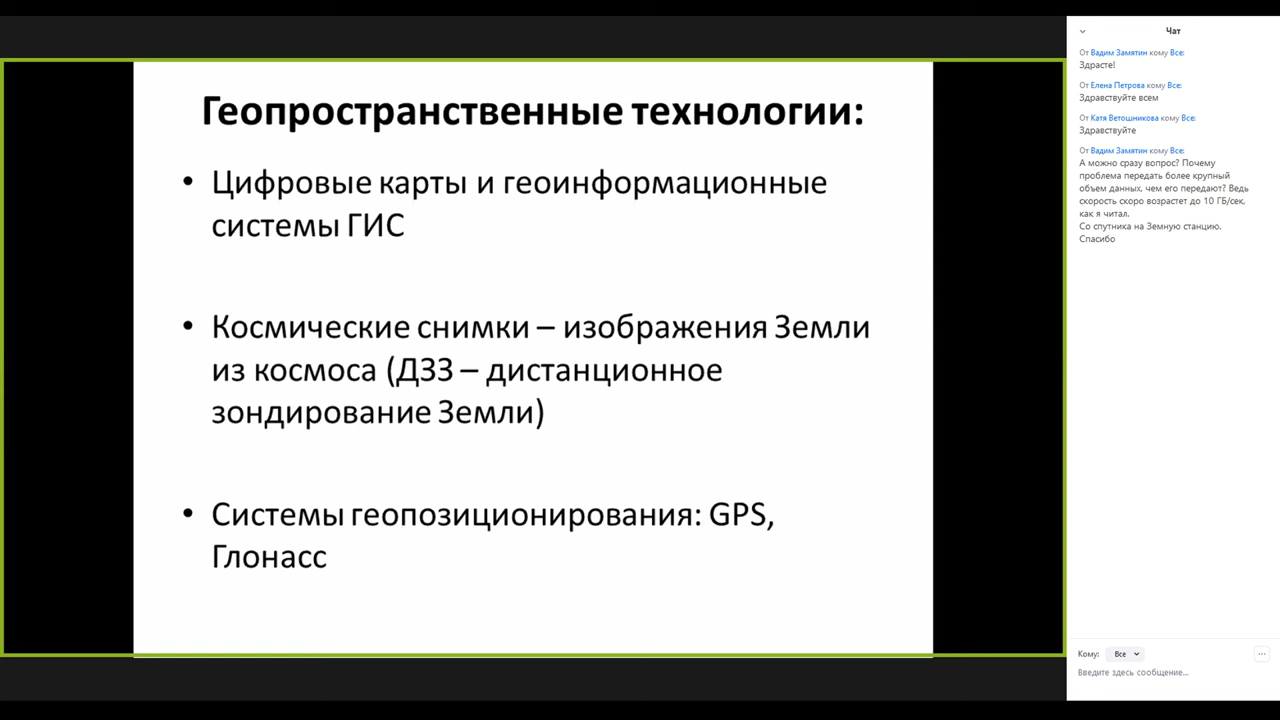 Геопространственные технологии:
• Цифровые карты и геоинформационные
системы ГИС
• Космические снимки – изображения Земли
из космоса (ДЗЗ – дистанционное
зондирование Земли)
• Системы геопозиционирования: GPS,
Глонасс
Чат
От Вадим Замятин кому Все:
Здрасте!
От Елена Петрова кому Все:
Здравствуйте всем
От Катя Ветошникова кому Все:
Здравствуйте
От Вадим Замятин кому Все:
А можно сразу вопрос? Почему
проблема передать более крупный
объем данных, чем его передают? Ведь
скорость скоро возрастет до 10 ГБ/сек,
как я читал.
Со спутника на Земную станцию.
Спасибо
Кому: Все
Введите здесь сообщение...